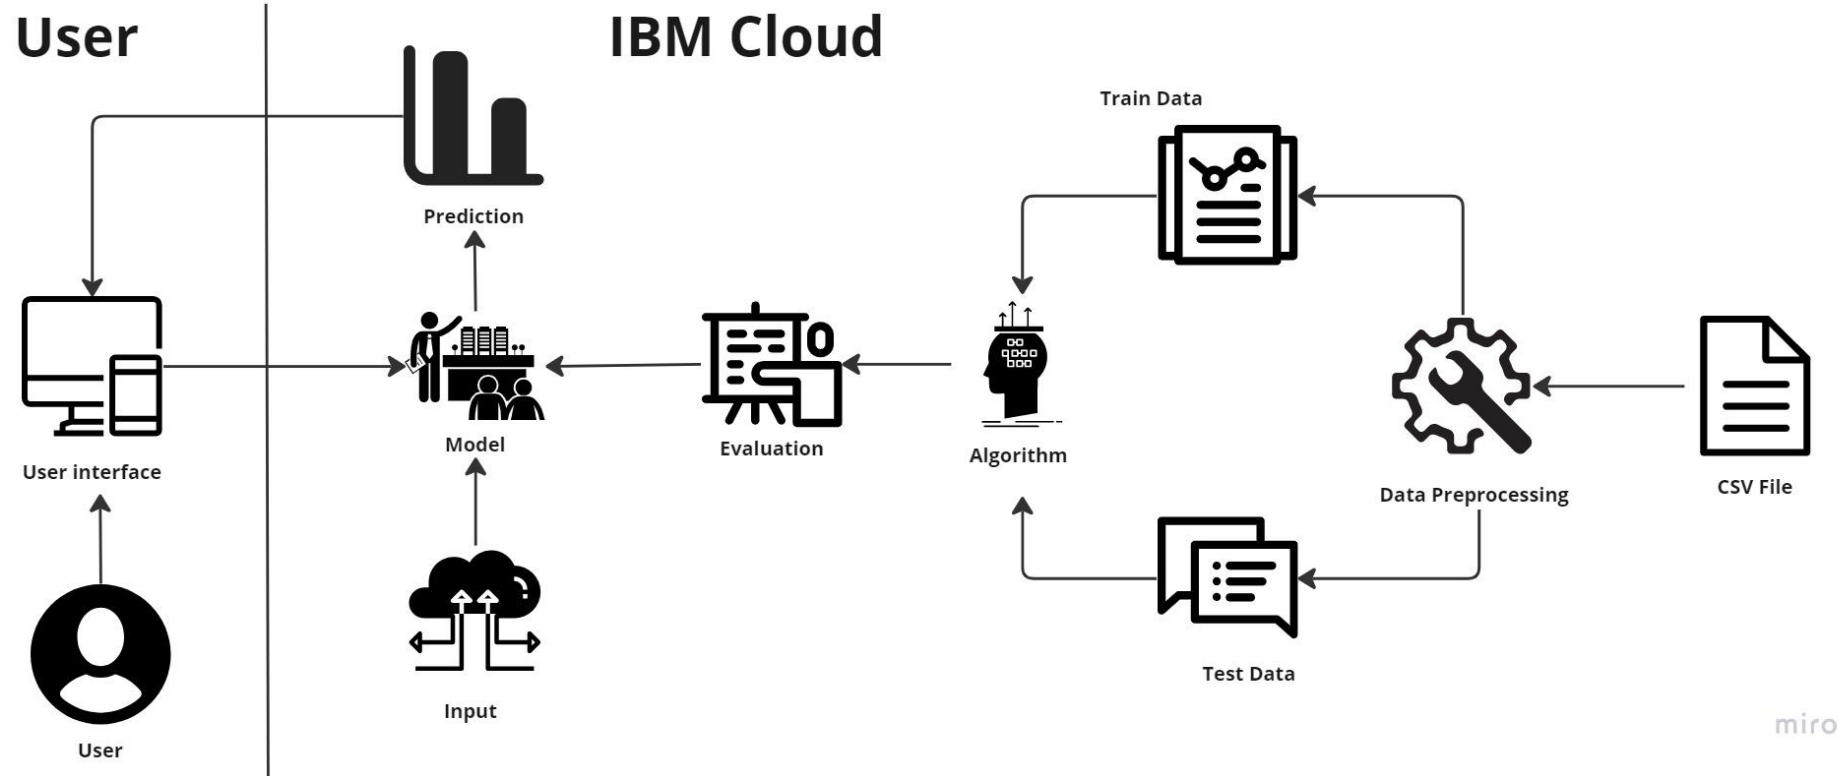 User
IBM Cloud
Train Data
Prediction
Model
Evaluation
Algorithm
User interface
Data Preprocessing
CSV File
Test Data
Input
User
miro